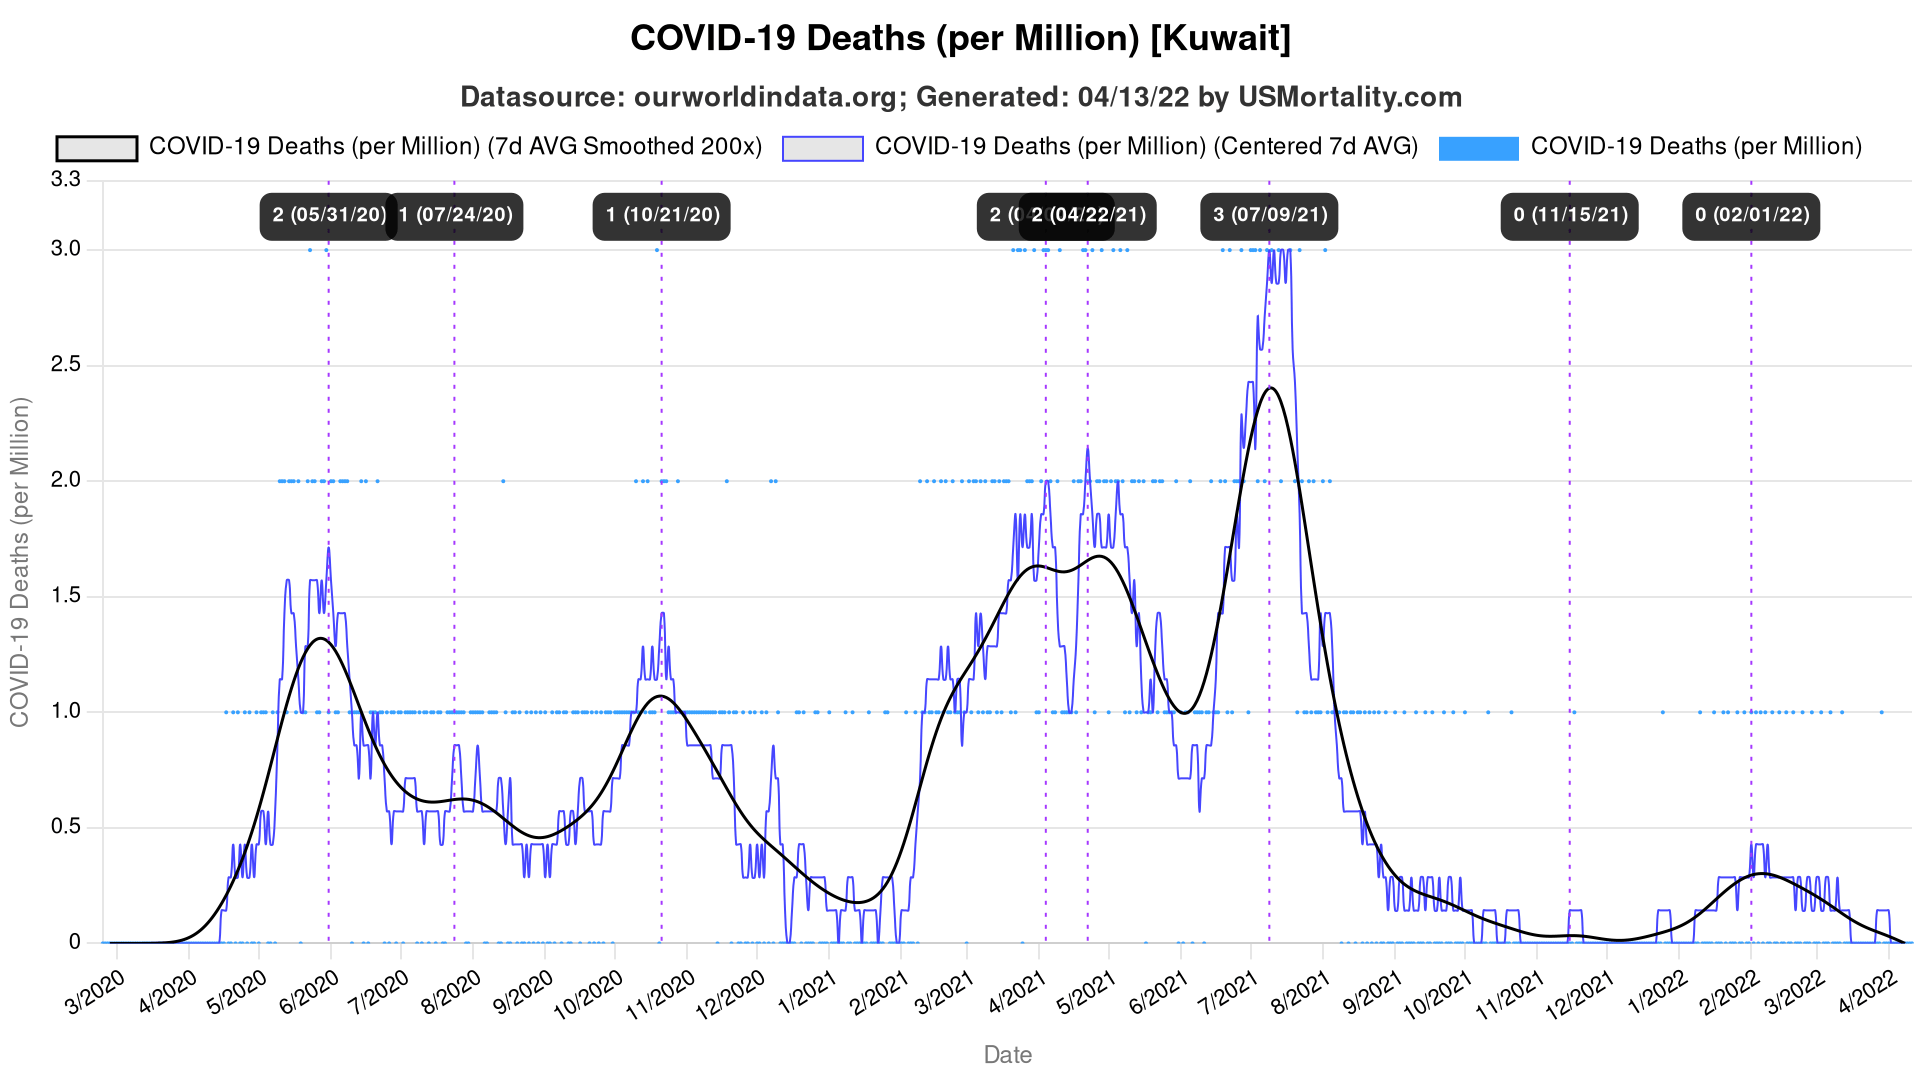 COVID-19 Deaths (per Million) [Kuwait]
Datasource: ourworldindata.org; Generated: 04/13/22 by USMortality.com
COVID-19 Deaths (per Million) (7d AVG Smoothed 200x) COVID-19 Deaths (per Million) (Centered 7d AVG) COVID-19 Deaths (per Million)
3.3
2 (05/31/20) 1 (07/24/20) 1 (10/21/20) 2 2 (04/22/21) 3 (07/09/21) 0 (11/15/21) 0 (02/01/22)
3.0
2.5
2.0
1.5
1.0
0.5
0
COVID-19 Deaths (per Million)
3/2020 4/2020 5/2020 6/2020 7/2020 8/2020 9/2020 10/2020 11/2020 12/2020 1/2021 2/2021 3/2021 4/2021 5/2021 6/2021 7/2021 8/2021 9/2021 10/2021 11/2021 12/2021 1/2022 2/2022 3/2022 4/2022
Date